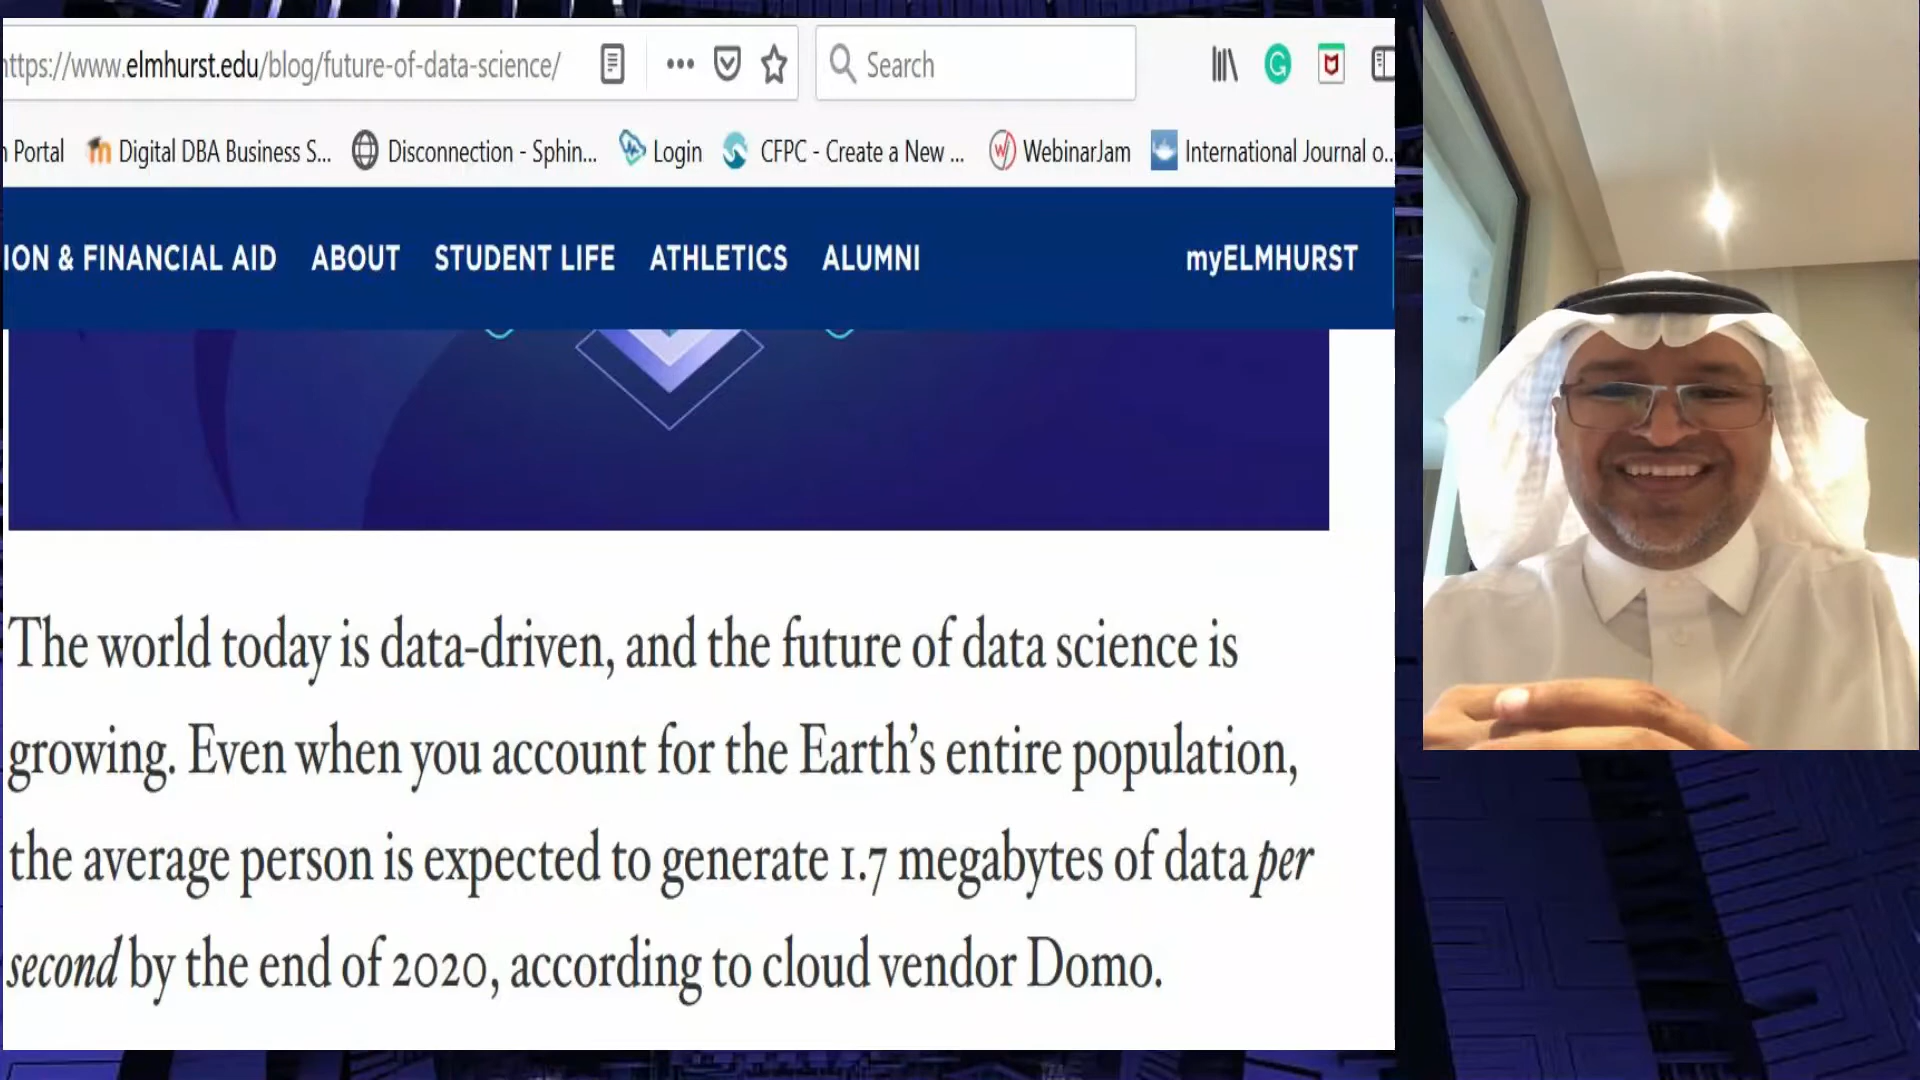 ttps://www.elmhurst.edu/blog/future-of-data-science/
Search
Portal
Digital DBA Business S...
Disconnection - Sphin...
Login
CFPC - Create a New ...
WebinarJam
International Journal o...
ION & FINANCIAL AID
ABOUT
STUDENT LIFE
ATHLETICS
ALUMNI
myELMHURST
The world today is data-driven, and the future of data science is
growing. Even when you account for the Earth’s entire population,
the average person is expected to generate 1.7 megabytes of data per
second by the end of 2020, according to cloud vendor Domo.